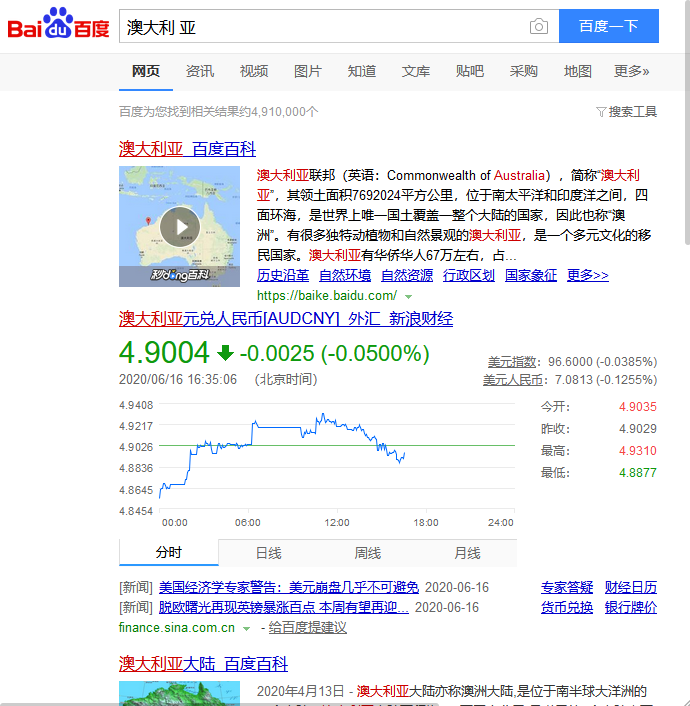 Bai du 百度
澳大利 亚
百度一下
网页 资讯 视频 图片 知道 文库 贴吧 采购 地图 更多»
百度为您找到相关结果约4,910,000个
搜索工具
澳大利亚_百度百科
澳大利亚联邦（英语：Commonwealth of Australia），简称“澳大利
亚”，其领土面积7692024平方公里，位于南太平洋和印度洋之间，四
面环海，是世界上唯一国土覆盖一整个大陆的国家，因此也称“澳
洲”。有很多独特动植物和自然景观的澳大利亚，是一个多元文化的移
民国家。澳大利亚有华侨华人67万左右，占...
秒dǒng百科
历史沿革 自然环境 自然资源 行政区划 国家象征 更多>>
https://baike.baidu.com/
澳大利亚元兑人民币[AUDCNY]_外汇_新浪财经
4.9004 -0.0025 (-0.0500%)
美元指数：96.6000 (-0.0385%)
2020/06/16 16:35:06 （北京时间）
美元人民币：7.0813 (-0.1255%)
4.9408
4.9217
4.9026
4.8836
4.8645
4.8454
00:00 06:00 12:00 18:00 24:00
今开： 4.9035
昨收： 4.9029
最高： 4.9310
最低： 4.8877
分时 日线 周线 月线
[新闻] 美国经济学专家警告：美元崩盘几乎不可避免 2020-06-16
专家答疑 财经日历
[新闻] 脱欧曙光再现英镑暴涨百点 本周有望再迎... 2020-06-16
货币兑换 银行牌价
finance.sina.com.cn - 给百度提建议
澳大利亚大陆_百度百科
2020年4月13日 - 澳大利亚大陆亦称澳洲大陆,是位于南半球大洋洲的